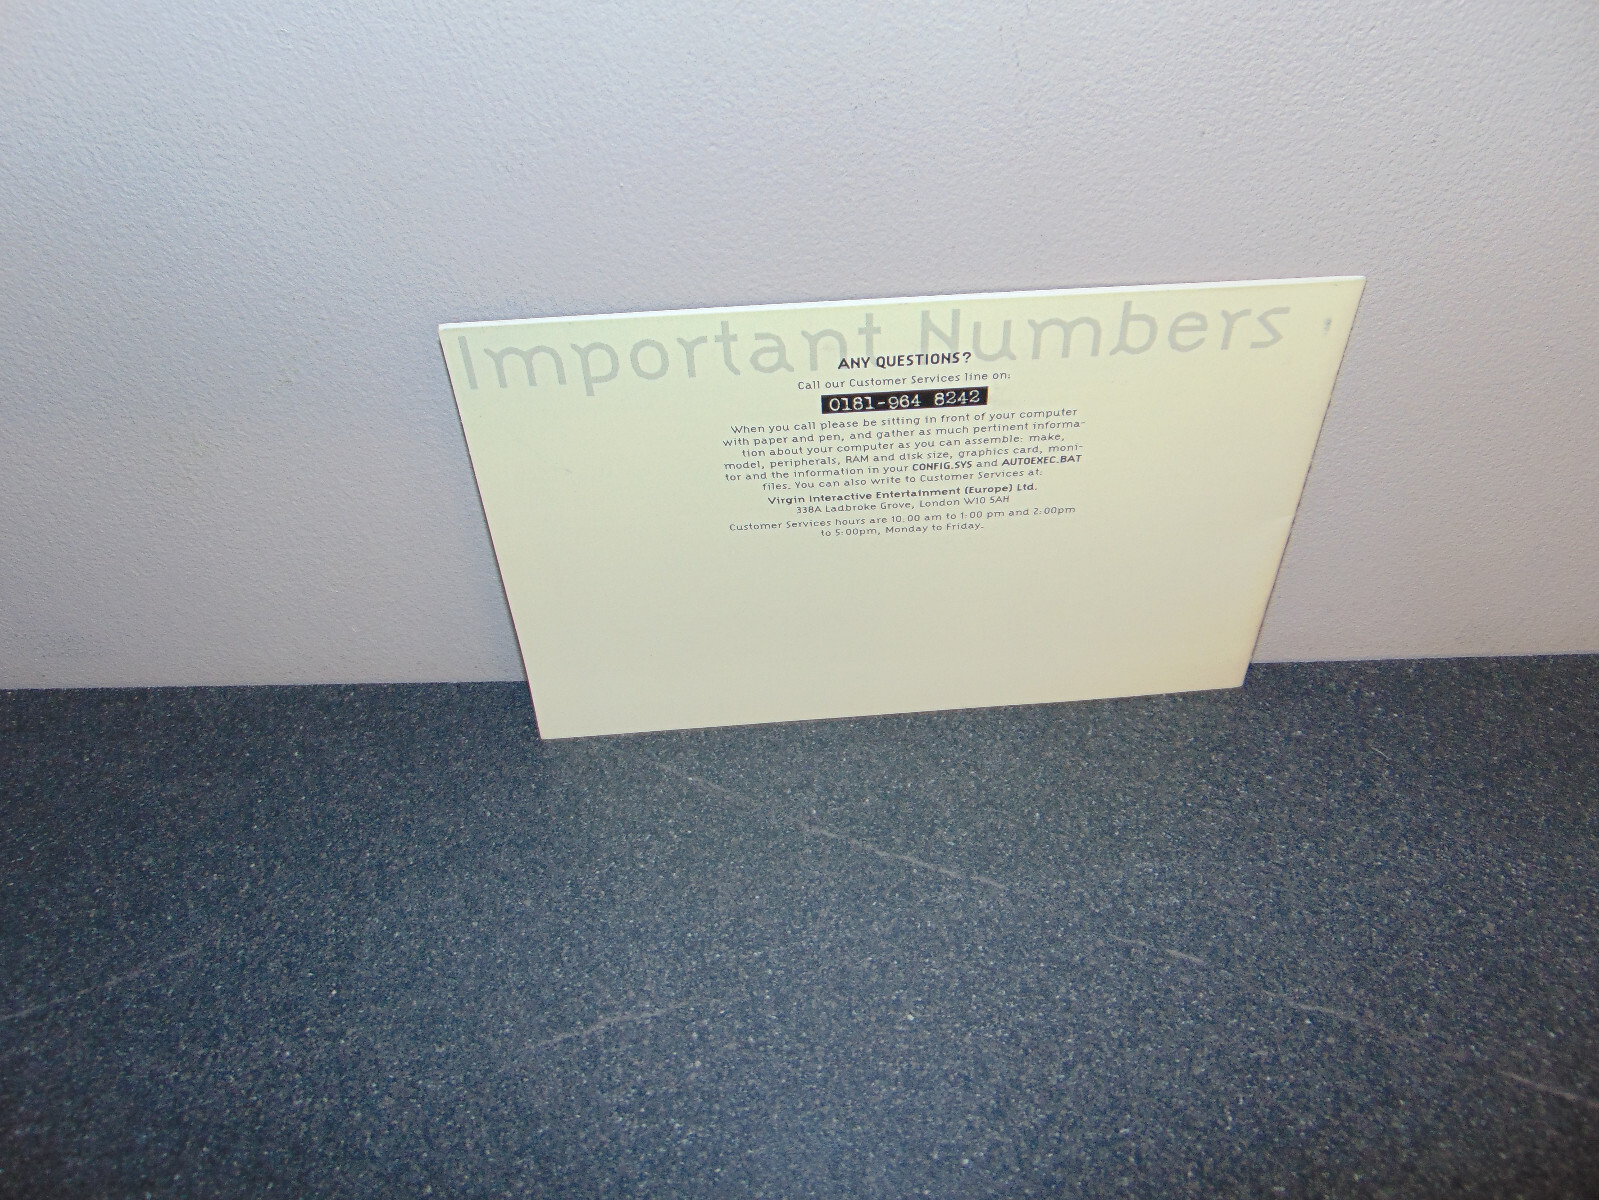 Important Numbers
ANY QUESTIONS?
Call our Customer Services line on:
0181-964 8242
When you call please be sitting in front of your computer
with paper and pen, and gather as much pertinent informa-
tion about your computer as you can assemble: make,
model, peripherals, RAM and disk size, graphics card, moni-
tor and the information in your CONFIG.SYS and AUTOEXEC.BAT
files. You can also write to Customer Services at:
Virgin Interactive Entertainment (Europe) Ltd.
338A Ladbroke Grove, London W10 5AH
Customer Services hours are 10:00 am to 1:00 pm and 2:00pm
to 5:00pm, Monday to Friday.